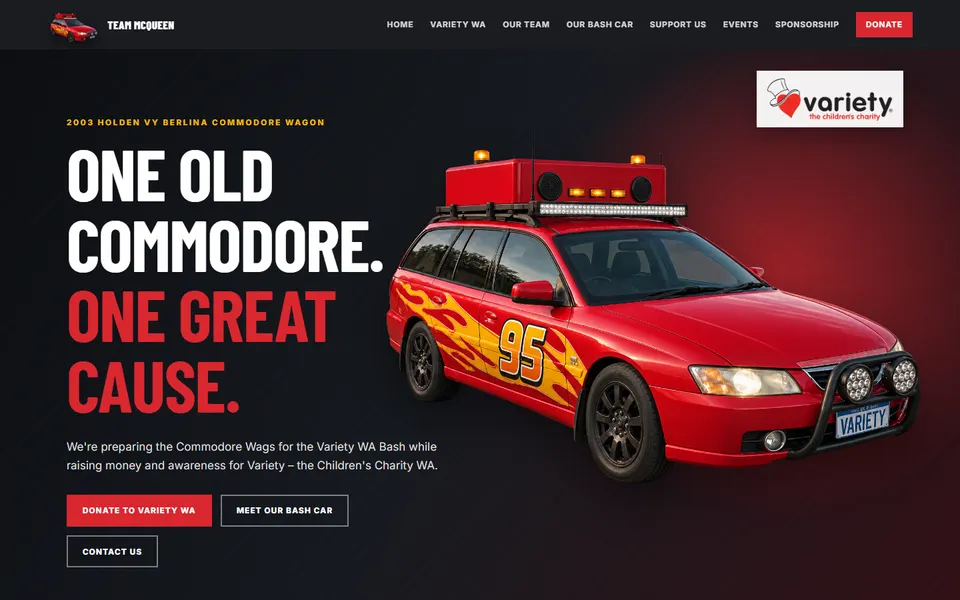 TEAM MCQUEEN
HOME
VARIETY WA
OUR TEAM
OUR BASH CAR
SUPPORT US
EVENTS
SPONSORSHIP
DONATE
variety
the children's charity
2003 HOLDEN VY BERLINA COMMODORE WAGON
ONE OLD
COMMODORE.
ONE GREAT
CAUSE.
95
VARIETY
We're preparing the Commodore Wags for the Variety WA Bash while
raising money and awareness for Variety – the Children's Charity WA.
DONATE TO VARIETY WA
MEET OUR BASH CAR
CONTACT US